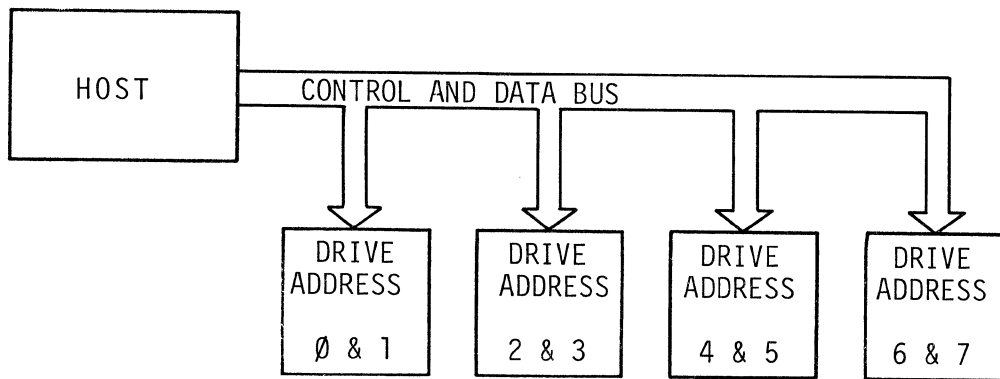 HOST
CONTROL AND DATA BUS
DRIVE
ADDRESS
Ø & 1
DRIVE
ADDRESS
2 & 3
DRIVE
ADDRESS
4 & 5
DRIVE
ADDRESS
6 & 7